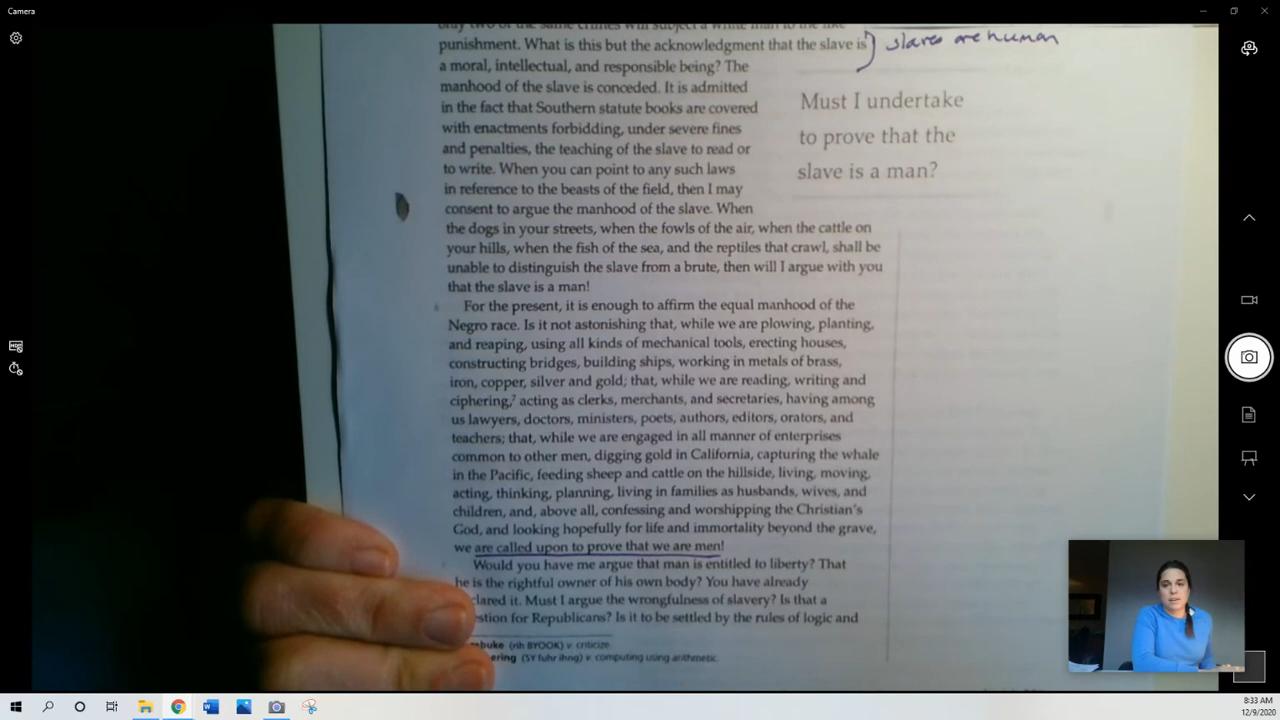 Camera
only two of the same crimes will subject a white man to the like
punishment. What is this but the acknowledgment that the slave is
slaves are human
a moral, intellectual, and responsible being? The
manhood of the slave is conceded. It is admitted
in the fact that Southern statute books are covered
with enactments forbidding, under severe fines
and penalties, the teaching of the slave to read or
to write. When you can point to any such laws
in reference to the beasts of the field, then I may
consent to argue the manhood of the slave. When
the dogs in your streets, when the fowls of the air, when the cattle on
your hills, when the fish of the sea, and the reptiles that crawl, shall be
unable to distinguish the slave from a brute, then will I argue with you
that the slave is a man!
Must I undertake
to prove that the
slave is a man?
For the present, it is enough to affirm the equal manhood of the
Negro race. Is it not astonishing that, while we are plowing, planting,
and reaping, using all kinds of mechanical tools, erecting houses,
constructing bridges, building ships, working in metals of brass,
iron, copper, silver and gold; that, while we are reading, writing and
ciphering,7 acting as clerks, merchants, and secretaries, having among
us lawyers, doctors, ministers, poets, authors, editors, orators, and
teachers; that, while we are engaged in all manner of enterprises
common to other men, digging gold in California, capturing the whale
in the Pacific, feeding sheep and cattle on the hillside, living, moving,
acting, thinking, planning, living in families as husbands, wives, and
children, and, above all, confessing and worshipping the Christian's
God, and looking hopefully for life and immortality beyond the grave,
we are called upon to prove that we are men!
Would you have me argue that man is entitled to liberty? That
he is the rightful owner of his own body? You have already
clared it. Must I argue the wrongfulness of slavery? Is that a
stion for Republicans? Is it to be settled by the rules of logic and
ebuke (rih BYOOK) v. criticize.
ering (SY fuhr ihng) v. computing using arithmetic.
8:33 AM
12/9/2020